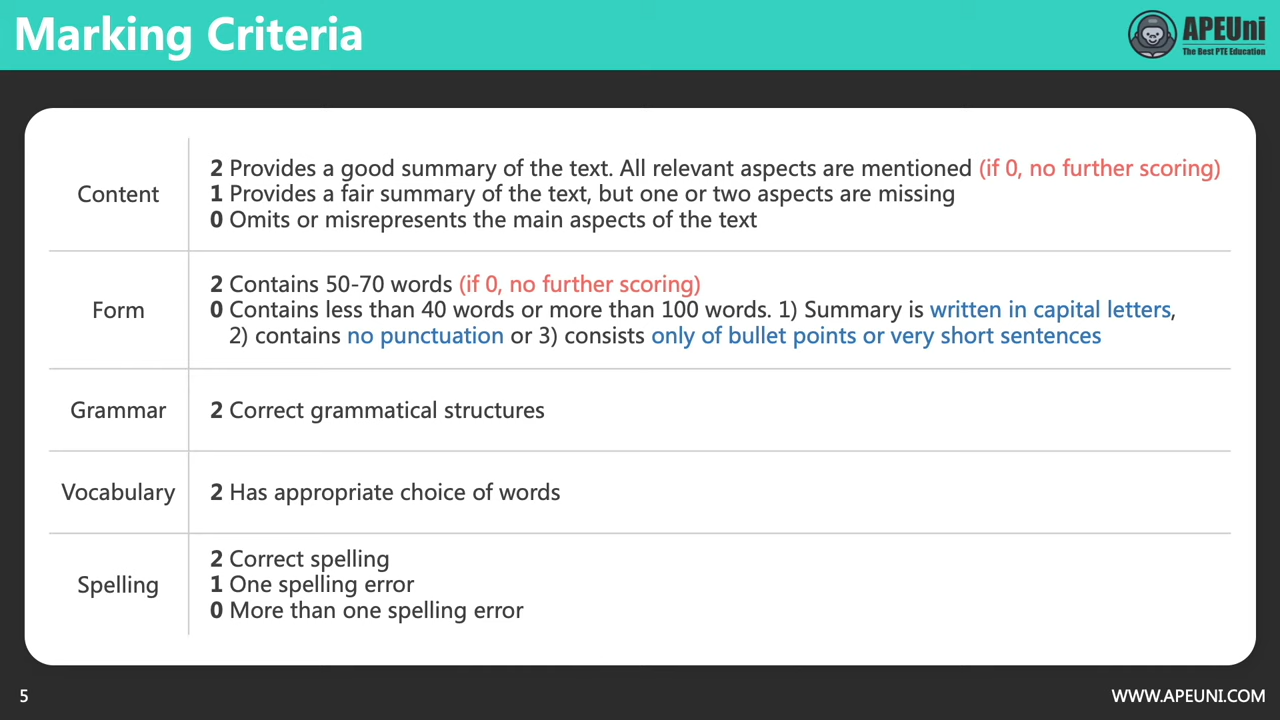 Marking Criteria
APEUni
The Best PTE Education
Content
2 Provides a good summary of the text. All relevant aspects are mentioned (if 0, no further scoring)
1 Provides a fair summary of the text, but one or two aspects are missing
0 Omits or misrepresents the main aspects of the text
Form
2 Contains 50-70 words (if 0, no further scoring)
0 Contains less than 40 words or more than 100 words. 1) Summary is written in capital letters,
2) contains no punctuation or 3) consists only of bullet points or very short sentences
Grammar
2 Correct grammatical structures
Vocabulary
2 Has appropriate choice of words
Spelling
2 Correct spelling
1 One spelling error
0 More than one spelling error
5
WWW.APEUNI.COM